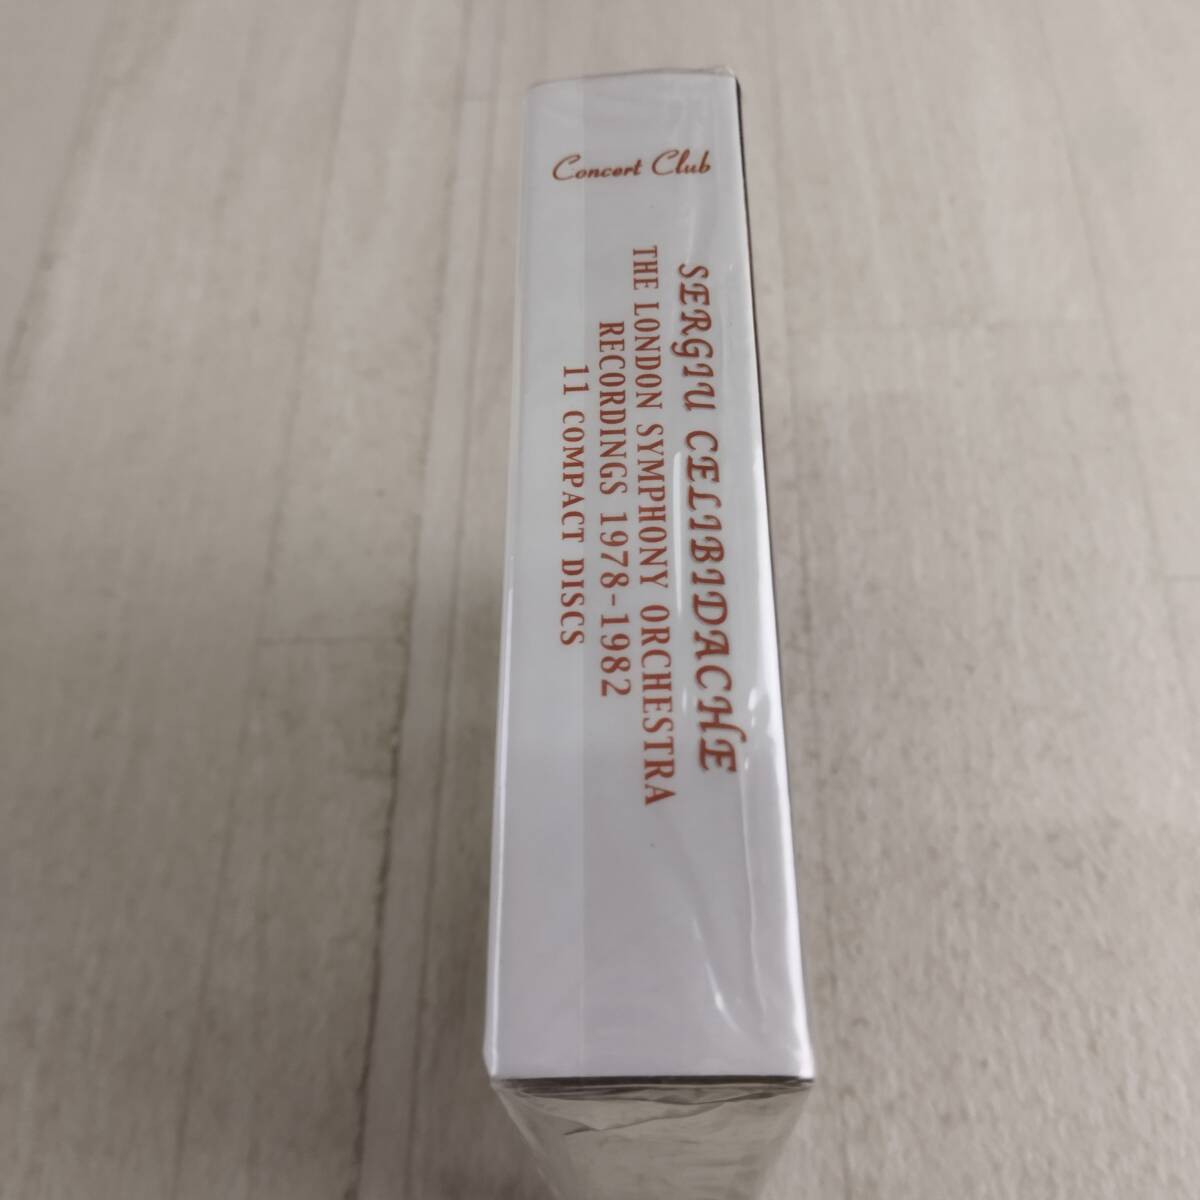 Concert Club
SERGIU CELIBIDACHE
THE LONDON SYMPHONY ORCHESTRA
RECORDINGS 1978-1982
11 COMPACT DISCS